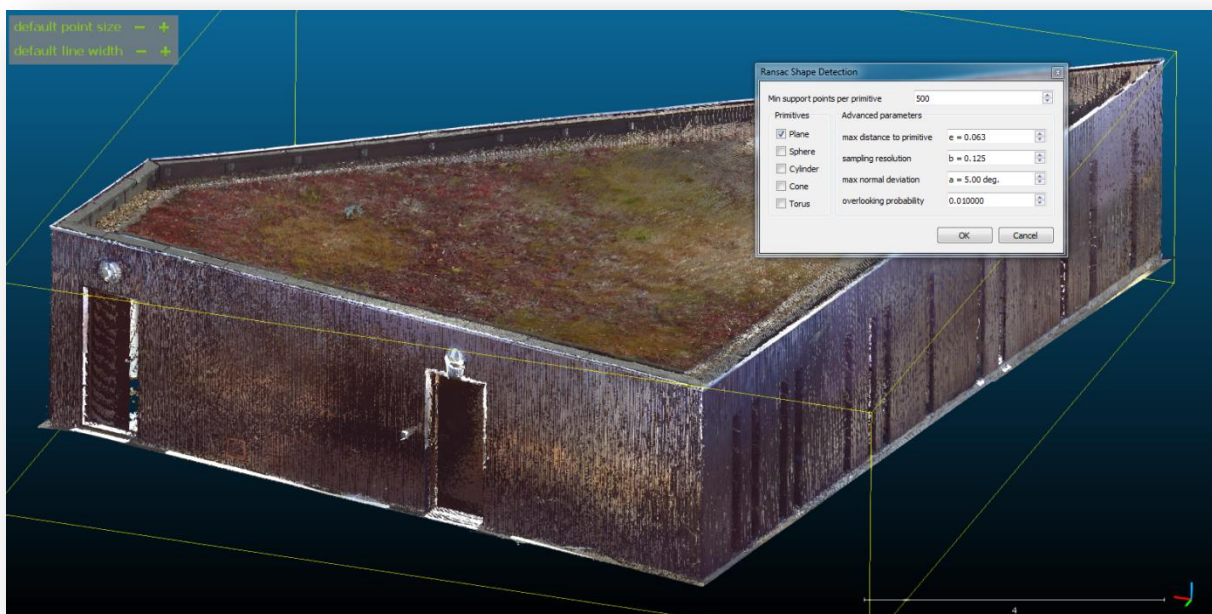 default point size − +
default line width − +
Ransac Shape Detection
Min support points per primitive 500
Primitives Advanced parameters
Plane max distance to primitive e = 0.063
Sphere sampling resolution b = 0.125
Cylinder max normal deviation a = 5.00 deg.
Cone overlooking probability 0.010000
Torus
OK Cancel
4